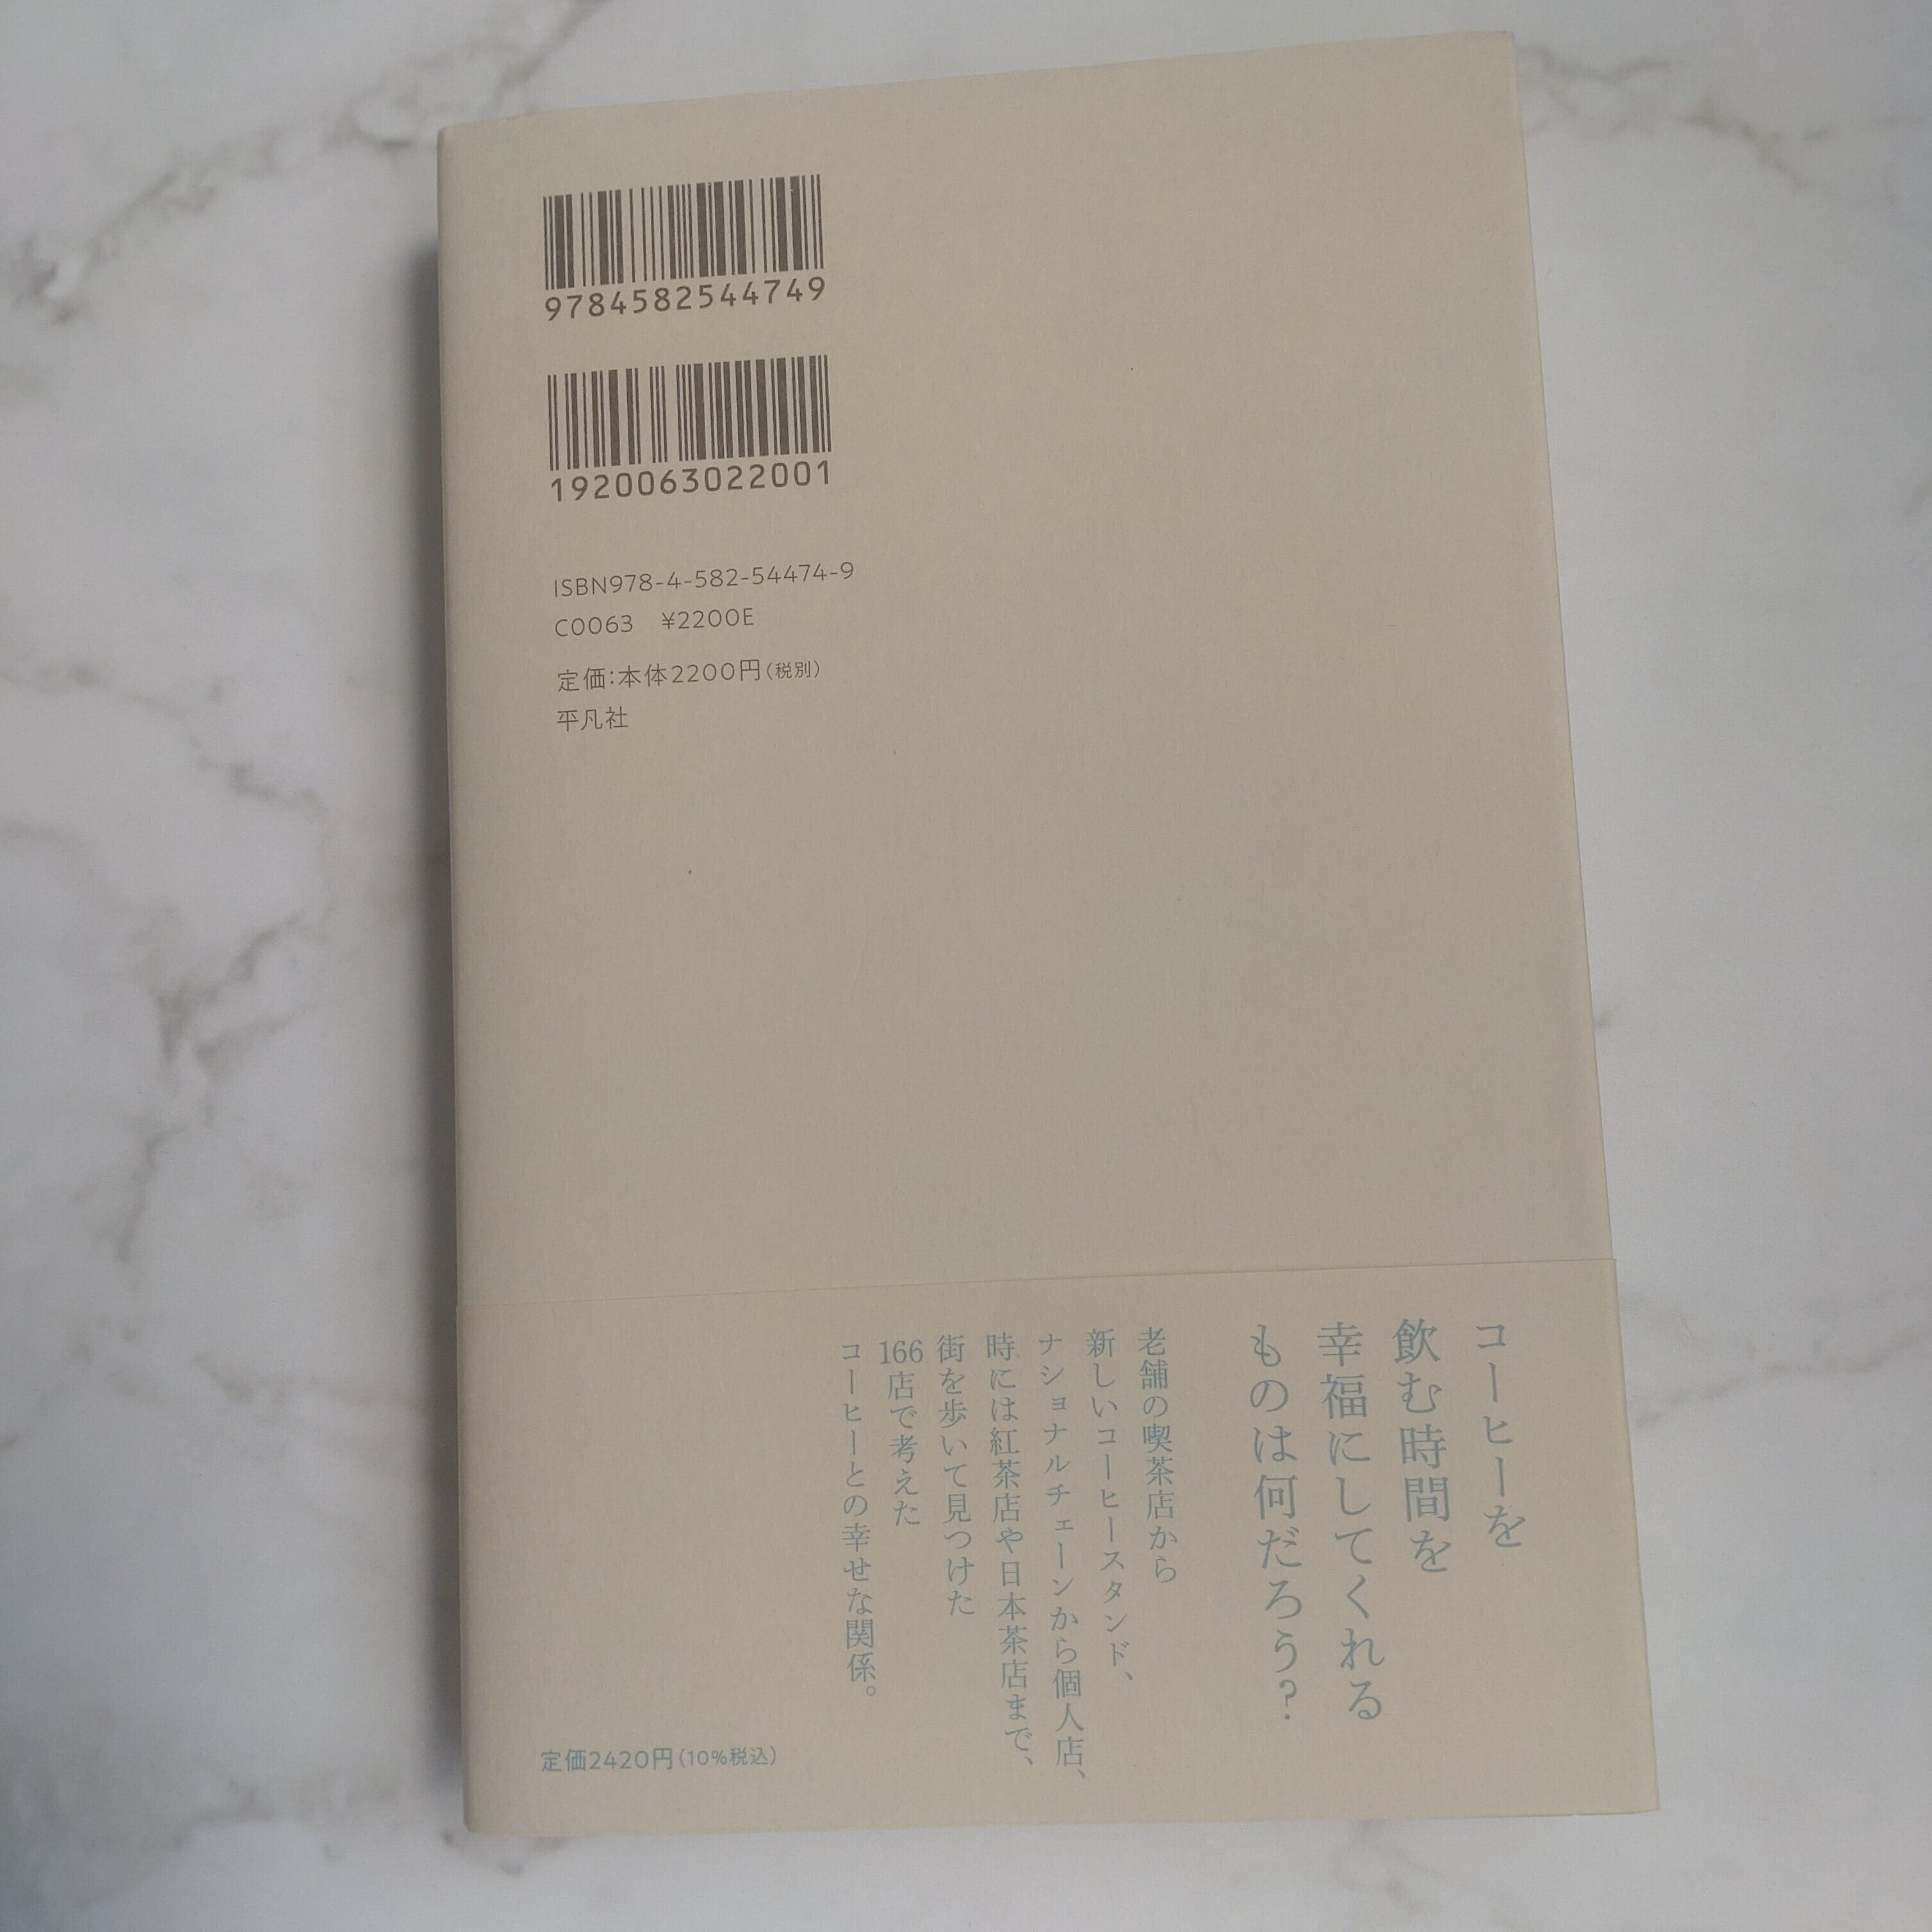 9784582544749
1920063022001
ISBN978-4-582-54474-9
C0063 ¥2200E
定価:本体2200円(税別)
平凡社
コーヒーを
飲む時間を
幸福にしてくれる
ものは何だろう?
老舗の喫茶店から
新しいコーヒースタンド、
ナショナルチェーンから個人店、
時には紅茶店や日本茶店まで、
街を歩いて見つけた
166店で考えた
コーヒーとの幸せな関係。
定価2420円(10%税込)